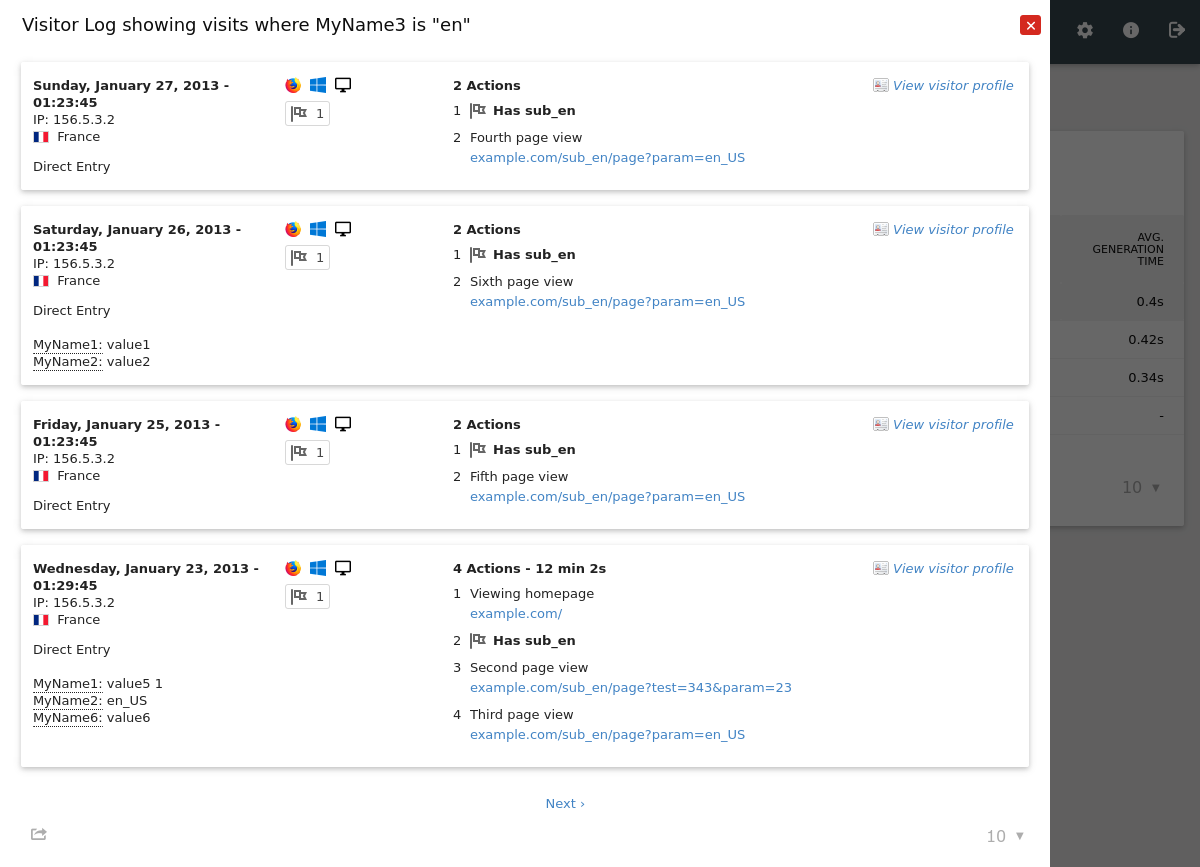 Visitor Log showing visits where MyName3 is "en"
Sunday, January 27, 2013 -
01:23:45
IP: 156.5.3.2
France
Direct Entry
1
2 Actions
1 Has sub_en
2 Fourth page view
example.com/sub_en/page?param=en_US
View visitor profile
Saturday, January 26, 2013 -
01:23:45
IP: 156.5.3.2
France
Direct Entry
MyName1: value1
MyName2: value2
1
2 Actions
1 Has sub_en
2 Sixth page view
example.com/sub_en/page?param=en_US
View visitor profile
Friday, January 25, 2013 -
01:23:45
IP: 156.5.3.2
France
Direct Entry
1
2 Actions
1 Has sub_en
2 Fifth page view
example.com/sub_en/page?param=en_US
View visitor profile
Wednesday, January 23, 2013 -
01:29:45
IP: 156.5.3.2
France
Direct Entry
MyName1: value5 1
MyName2: en_US
MyName6: value6
1
4 Actions - 12 min 2s
1 Viewing homepage
example.com/
2 Has sub_en
3 Second page view
example.com/sub_en/page?test=343&param=23
4 Third page view
example.com/sub_en/page?param=en_US
View visitor profile
Next ›
10
AVG.
GENERATION
TIME
0.4s
0.42s
0.34s
-
10